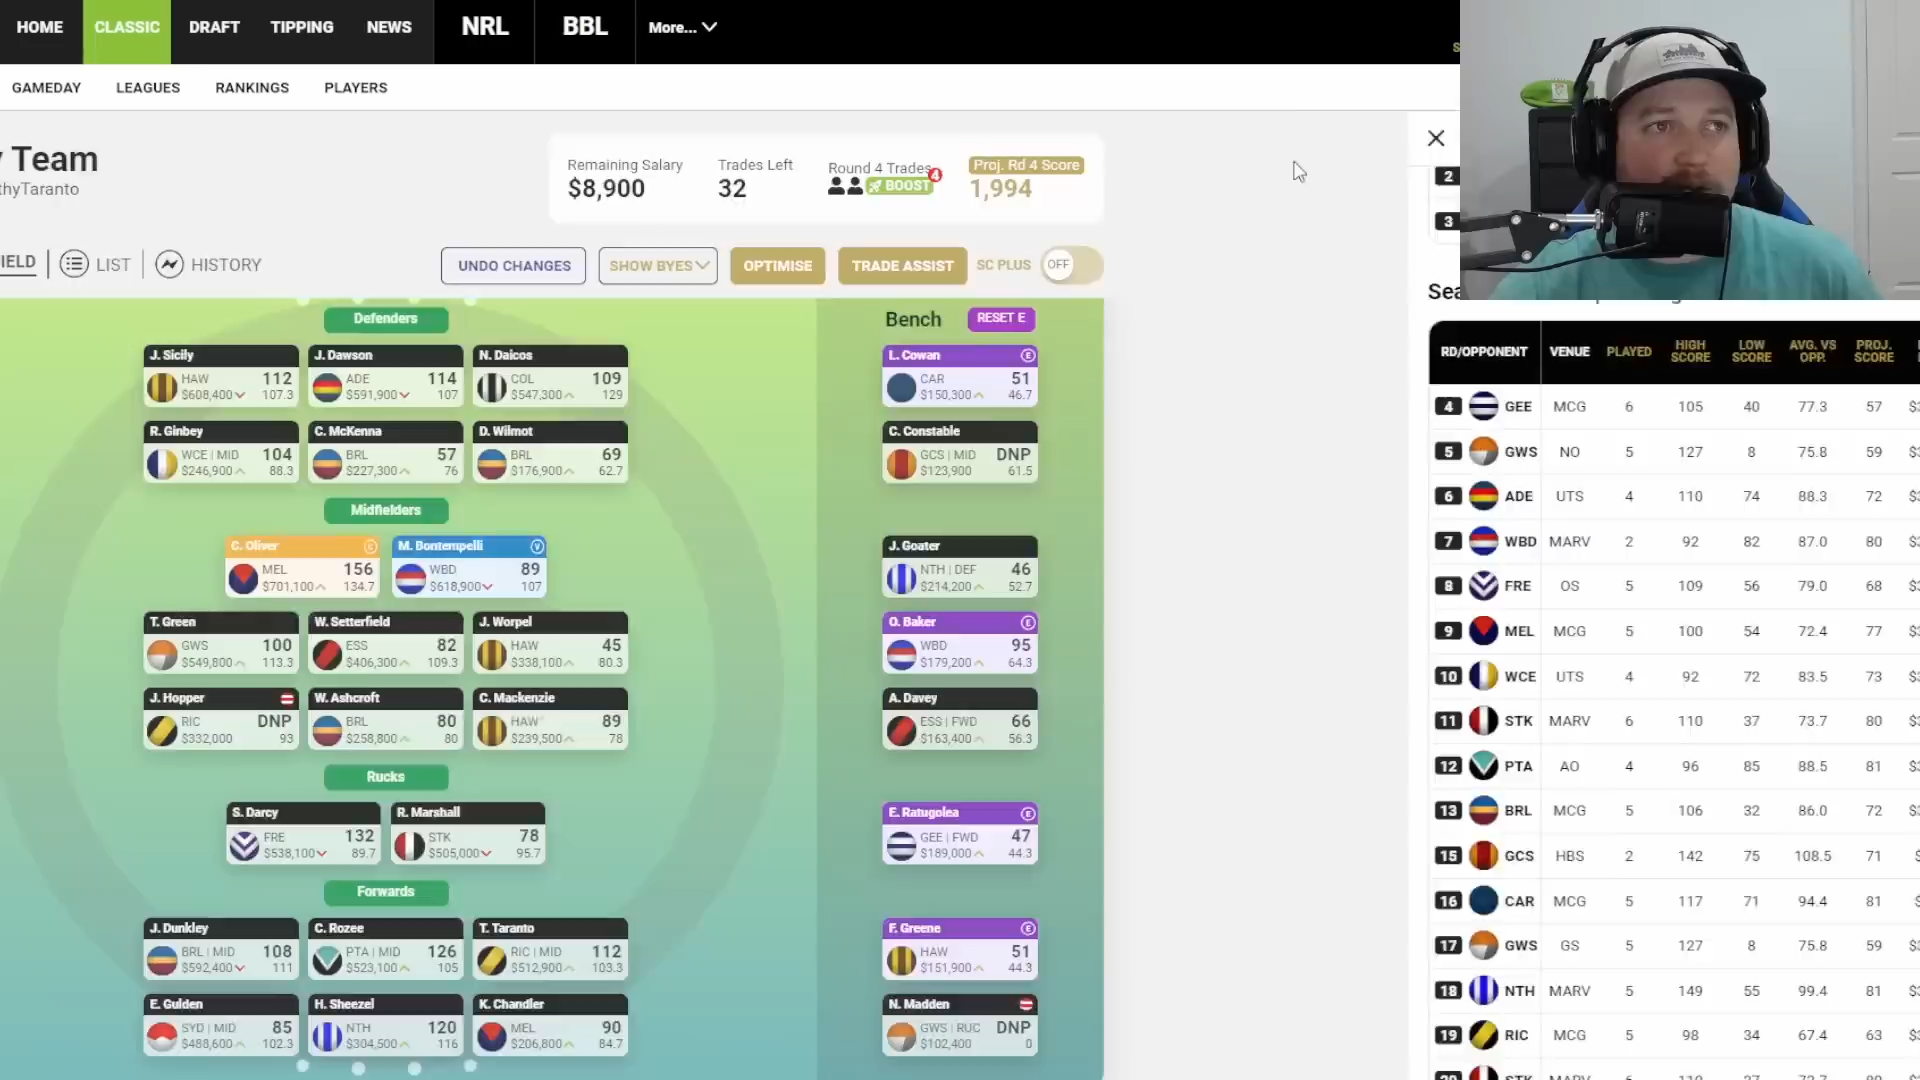 HOME CLASSIC DRAFT TIPPING NEWS NRL BBL More...
GAMEDAY LEAGUES RANKINGS PLAYERS
Team
thyTaranto
Remaining Salary Trades Left Round 4 Trades 4 Proj. Rd 4 Score
$8,900 32 BOOST 1,994
IELD LIST HISTORY
UNDO CHANGES SHOW BYES OPTIMISE TRADE ASSIST SC PLUS OFF
Defenders
J. Sicily J. Dawson N. Daicos
HAW 112 ADE 114 COL 109
$608,400 107.3 $591,900 107 $547,300 129
R. Ginbey C. McKenna D. Wilmot
WCE | MID 104 BRL 57 BRL 69
$246,900 88.3 $227,300 76 $176,900 62.7
Midfielders
C. Oliver C M. Bontempelli V
MEL 156 WBD 89
$701,100 134.7 $618,900 107
T. Green W. Setterfield J. Worpel
GWS 100 ESS 82 HAW 45
$549,800 113.3 $406,300 109.3 $338,100 80.3
J. Hopper W. Ashcroft C. Mackenzie
RIC DNP BRL 80 HAW 89
$332,000 93 $258,800 80 $239,500 78
Rucks
S. Darcy R. Marshall
FRE 132 STK 78
$538,100 89.7 $505,000 95.7
Forwards
J. Dunkley C. Rozee T. Taranto
BRL | MID 108 PTA | MID 126 RIC | MID 112
$592,400 111 $523,100 105 $512,900 103.3
E. Gulden H. Sheezel K. Chandler
SYD | MID 85 NTH 120 MEL 90
$488,600 102.3 $304,500 116 $206,800 84.7
Bench RESET E
L. Cowan E
CAR 51
$150,300 46.7
C. Constable
GCS | MID DNP
$123,900 61.5
J. Goater
NTH | DEF 46
$214,200 52.7
O. Baker E
WBD 95
$179,200 64.3
A. Davey
ESS | FWD 66
$163,400 56.3
E. Ratugolea E
GEE | FWD 47
$189,000 44.3
F. Greene E
HAW 51
$151,900 44.3
N. Madden
GWS | RUC DNP
$102,400 0
2
3
Sea
RD/OPPONENT VENUE PLAYED HIGH SCORE LOW SCORE AVG. VS OPP. PROJ. SCORE
4 GEE MCG 6 105 40 77.3 57
5 GWS NO 5 127 8 75.8 59
6 ADE UTS 4 110 74 88.3 72
7 WBD MARV 2 92 82 87.0 80
8 FRE OS 5 109 56 79.0 68
9 MEL MCG 5 100 54 72.4 77
10 WCE UTS 4 92 72 83.5 73
11 STK MARV 6 110 37 73.7 80
12 PTA AO 4 96 85 88.5 81
13 BRL MCG 5 106 32 86.0 72
15 GCS HBS 2 142 75 108.5 71
16 CAR MCG 5 117 71 94.4 81
17 GWS GS 5 127 8 75.8 59
18 NTH MARV 5 149 55 99.4 81
19 RIC MCG 5 98 34 67.4 63